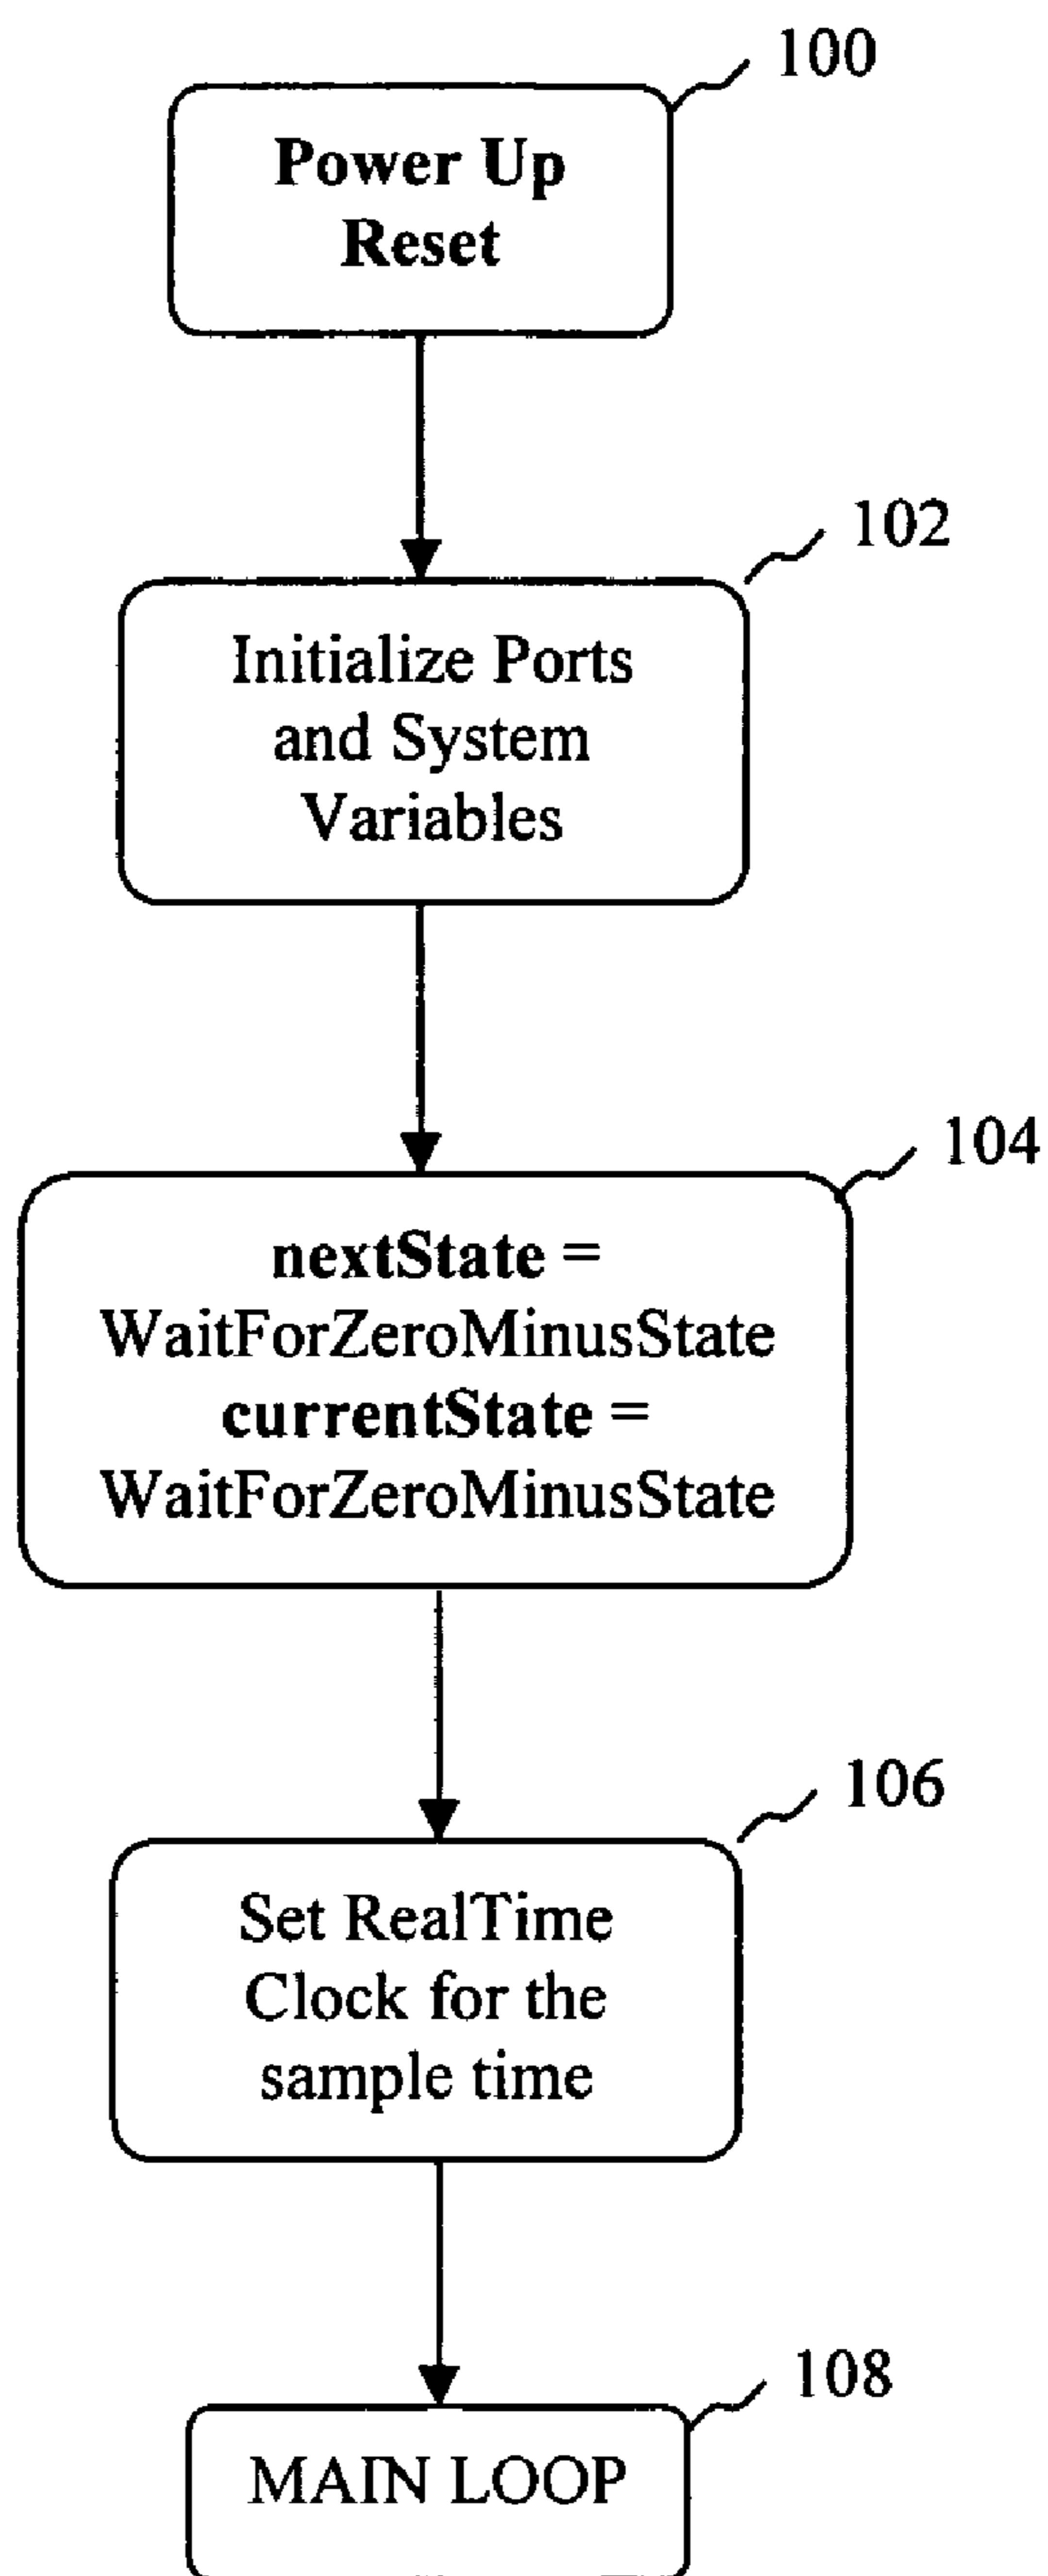 100
Power Up
Reset
102
Initialize Ports
and System
Variables
104
nextState =
WaitForZeroMinusState
currentState =
WaitForZeroMinusState
106
Set RealTime
Clock for the
sample time
108
MAIN LOOP